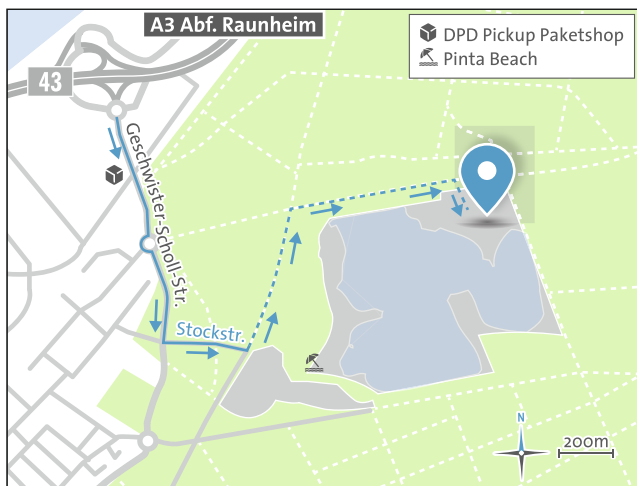 A3 Abf. Raunheim
DPD Pickup Paketshop
Pinta Beach
43
Geschwister-Scholl-Str.
Stockstr.
N
200m